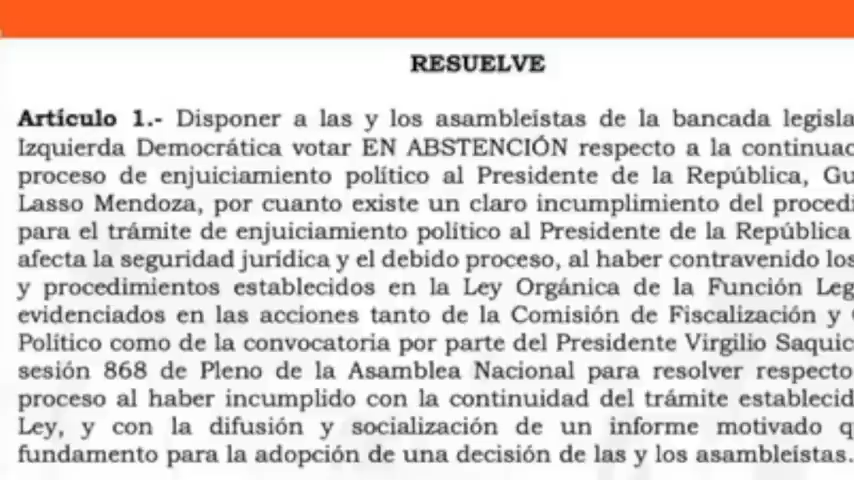 RESUELVE
Artículo 1.- Disponer a las y los asambleístas de la bancada legisla
Izquierda Democrática votar EN ABSTENCIÓN respecto a la continuac
proceso de enjuiciamiento político al Presidente de la República, Gu
Lasso Mendoza, por cuanto existe un claro incumplimiento del procedi
para el trámite de enjuiciamiento político al Presidente de la República
afecta la seguridad jurídica y el debido proceso, al haber contravenido los
y procedimientos establecidos en la Ley Orgánica de la Función Leg
evidenciados en las acciones tanto de la Comisión de Fiscalización y
Político como de la convocatoria por parte del Presidente Virgilio Saquic
sesión 868 de Pleno de la Asamblea Nacional para resolver respecto
proceso al haber incumplido con la continuidad del trámite establecid
Ley, y con la difusión y socialización de un informe motivado q
fundamento para la adopción de una decisión de las y los asambleístas.